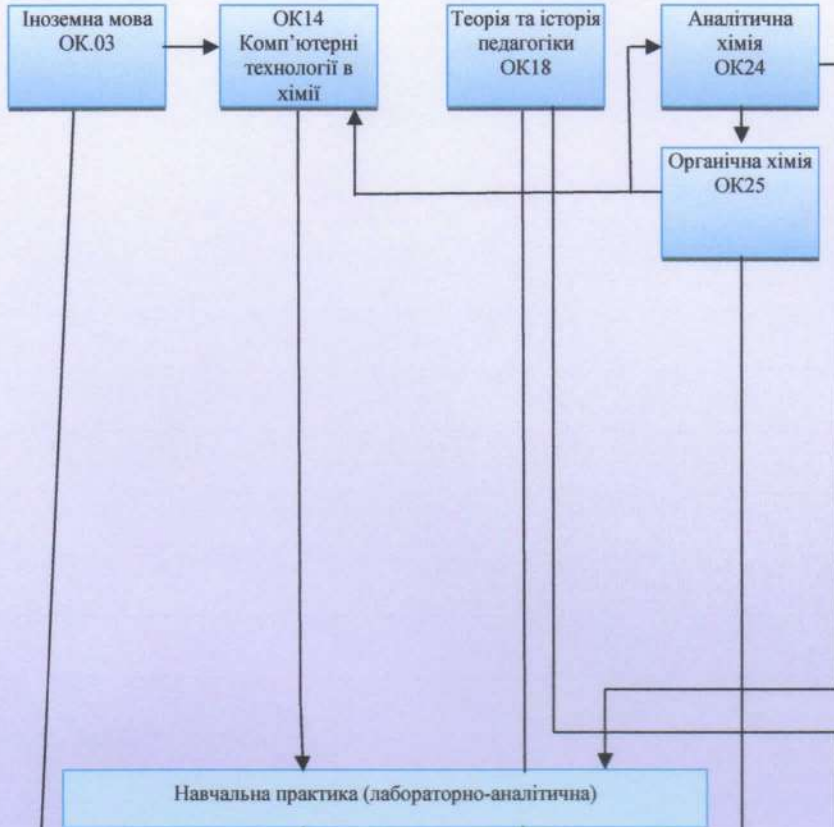 Іноземна мова
ОК.03
ОК14
Комп’ютерні
технології в
хімії
Теорія та історія
педагогіки
ОК18
Аналітична
хімія
ОК24
Органічна хімія
ОК25
Навчальна практика (лабораторно-аналітична)